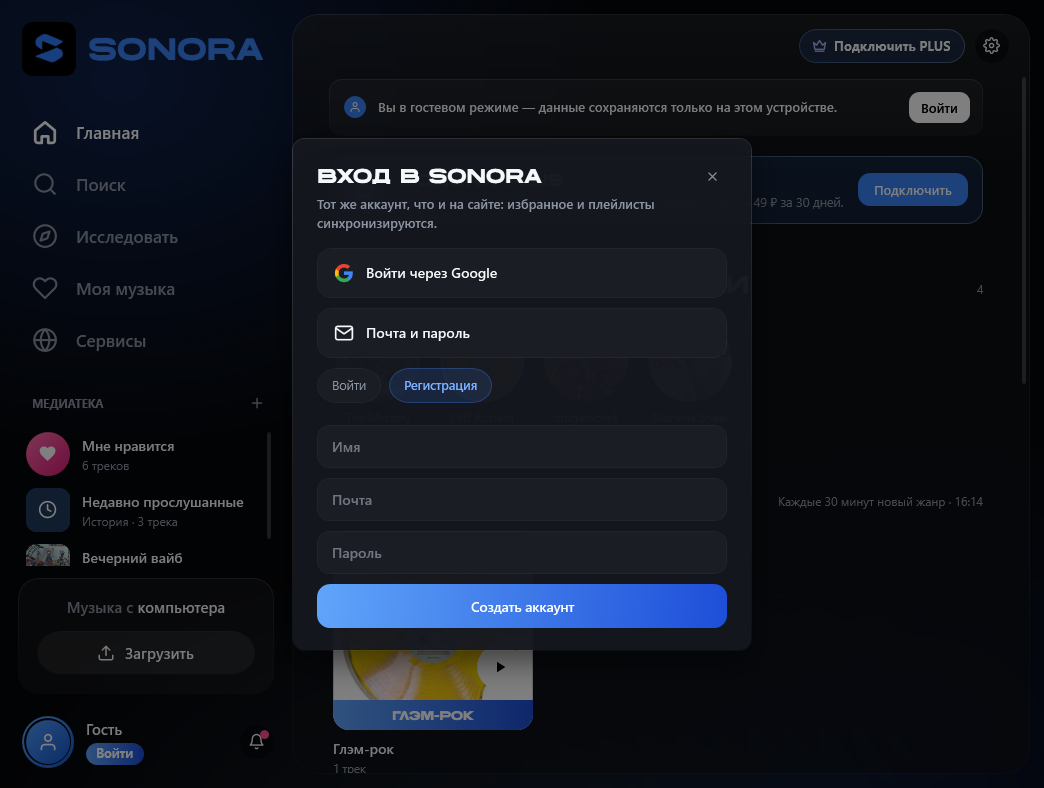 SONORA
Подключить PLUS
Вы в гостевом режиме — данные сохраняются только на этом устройстве.
Войти
Главная
Поиск
Исследовать
Моя музыка
Сервисы
МЕДИАТЕКА
Мне нравится
6 треков
Недавно прослушанные
История · 3 трека
Вечерний вайб
Музыка с компьютера
Загрузить
Гость
Войти
ВХОД В SONORA
Тот же аккаунт, что и на сайте: избранное и плейлисты
синхронизируются.
Войти через Google
Почта и пароль
Войти
Регистрация
Имя
Почта
Пароль
Создать аккаунт
49 ₽ за 30 дней.
Подключить
4
Каждые 30 минут новый жанр · 16:14
ГЛЭМ-РОК
Глэм-рок
1 трек